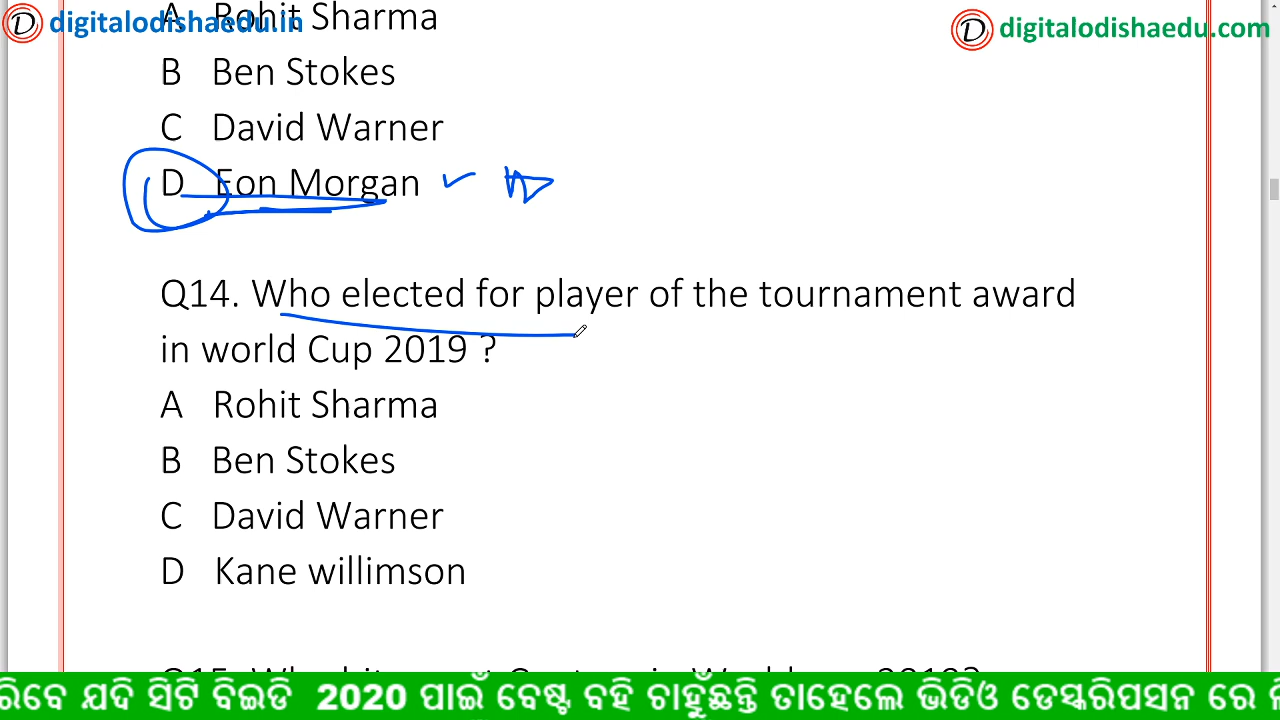 A Rohit Sharma
digitalodishaedu.in
digitalodishaedu.com
B Ben Stokes
C David Warner
D Eon Morgan
Q14. Who elected for player of the tournament award
in world Cup 2019 ?
A Rohit Sharma
B Ben Stokes
C David Warner
D Kane willimson
ରିବେ ଯଦି ସିଟି ବିଇଡି 2020 ପାଇଁ ବେଷ୍ଟ ବହି ଚାହୁଁଛନ୍ତି ତାହେଲେ ଭିଡିଓ ଡେସ୍କରିପସନ ରେ